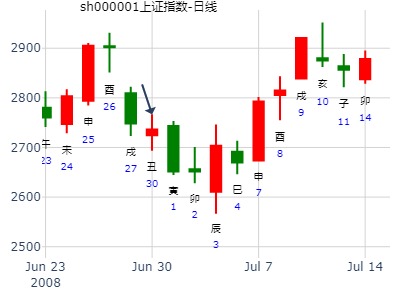 sh000001上证指数-日线
2900
2800
2700
2600
2500
午
23
未
24
申
25
酉
26
戌
27
丑
30
寅
1
卯
2
辰
3
巳
4
申
7
酉
8
戌
9
亥
10
子
11
卯
14
Jun 23
2008
Jun 30
Jul 7
Jul 14